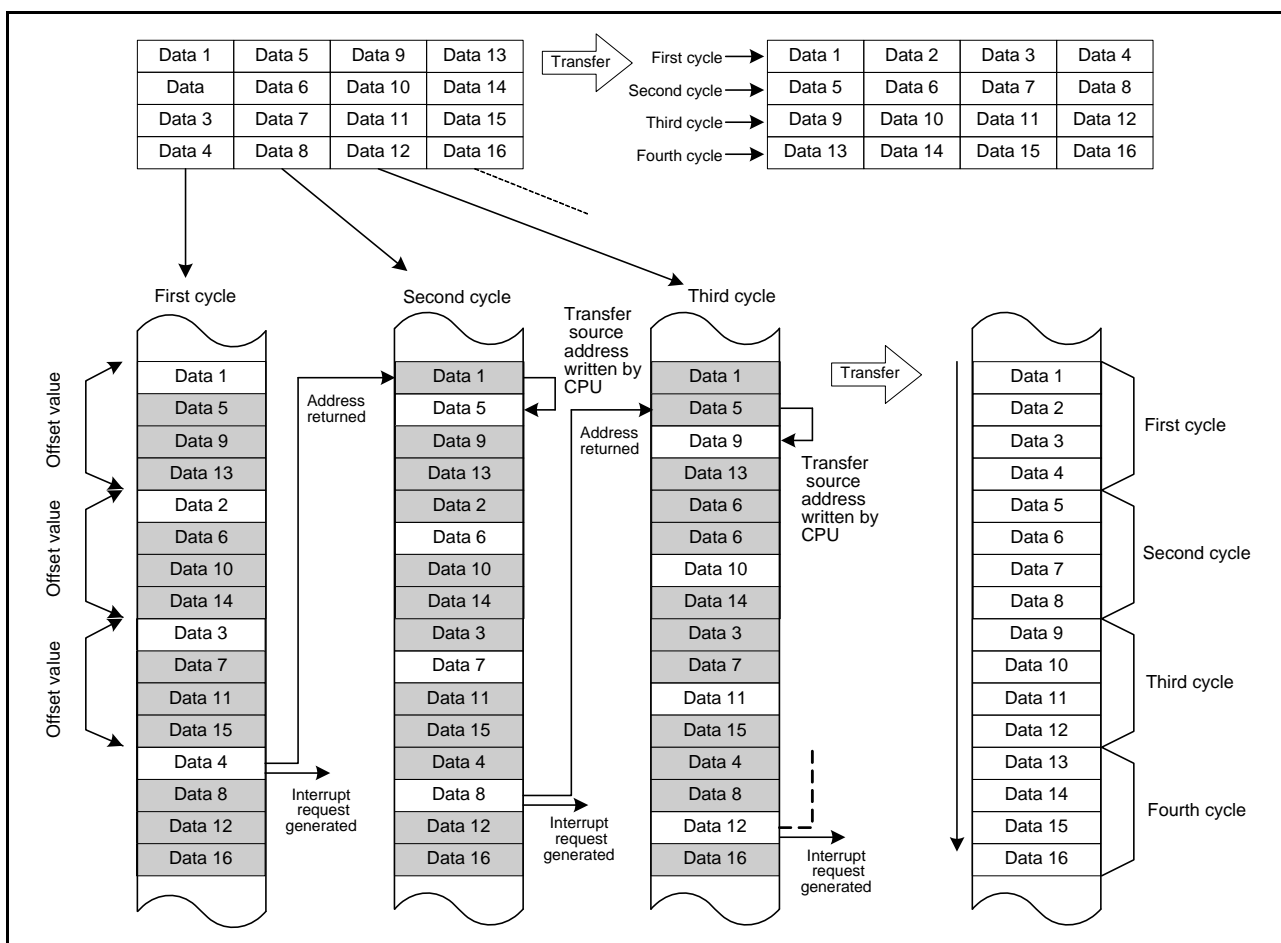 Data 1 Data 5 Data 9 Data 13
Data Data 6 Data 10 Data 14
Data 3 Data 7 Data 11 Data 15
Data 4 Data 8 Data 12 Data 16
Transfer
First cycle Data 1 Data 2 Data 3 Data 4
Second cycle Data 5 Data 6 Data 7 Data 8
Third cycle Data 9 Data 10 Data 11 Data 12
Fourth cycle Data 13 Data 14 Data 15 Data 16
First cycle
Offset value
Offset value
Offset value
Data 1
Data 5
Data 9
Data 13
Data 2
Data 6
Data 10
Data 14
Data 3
Data 7
Data 11
Data 15
Data 4
Data 8
Data 12
Data 16
Address
returned
Interrupt
request
generated
Second cycle
Data 1
Data 5
Data 9
Data 13
Data 2
Data 6
Data 10
Data 14
Data 3
Data 7
Data 11
Data 15
Data 4
Data 8
Data 12
Data 16
Transfer
source
address
written by
CPU
Address
returned
Interrupt
request
generated
Third cycle
Data 1
Data 5
Data 9
Data 13
Data 6
Data 6
Data 10
Data 14
Data 3
Data 7
Data 11
Data 15
Data 4
Data 8
Data 12
Data 16
Transfer
source
address
written by
CPU
Interrupt
request
generated
Transfer
Data 1
Data 2
Data 3
Data 4
Data 5
Data 6
Data 7
Data 8
Data 9
Data 10
Data 11
Data 12
Data 13
Data 14
Data 15
Data 16
First cycle
Second cycle
Third cycle
Fourth cycle